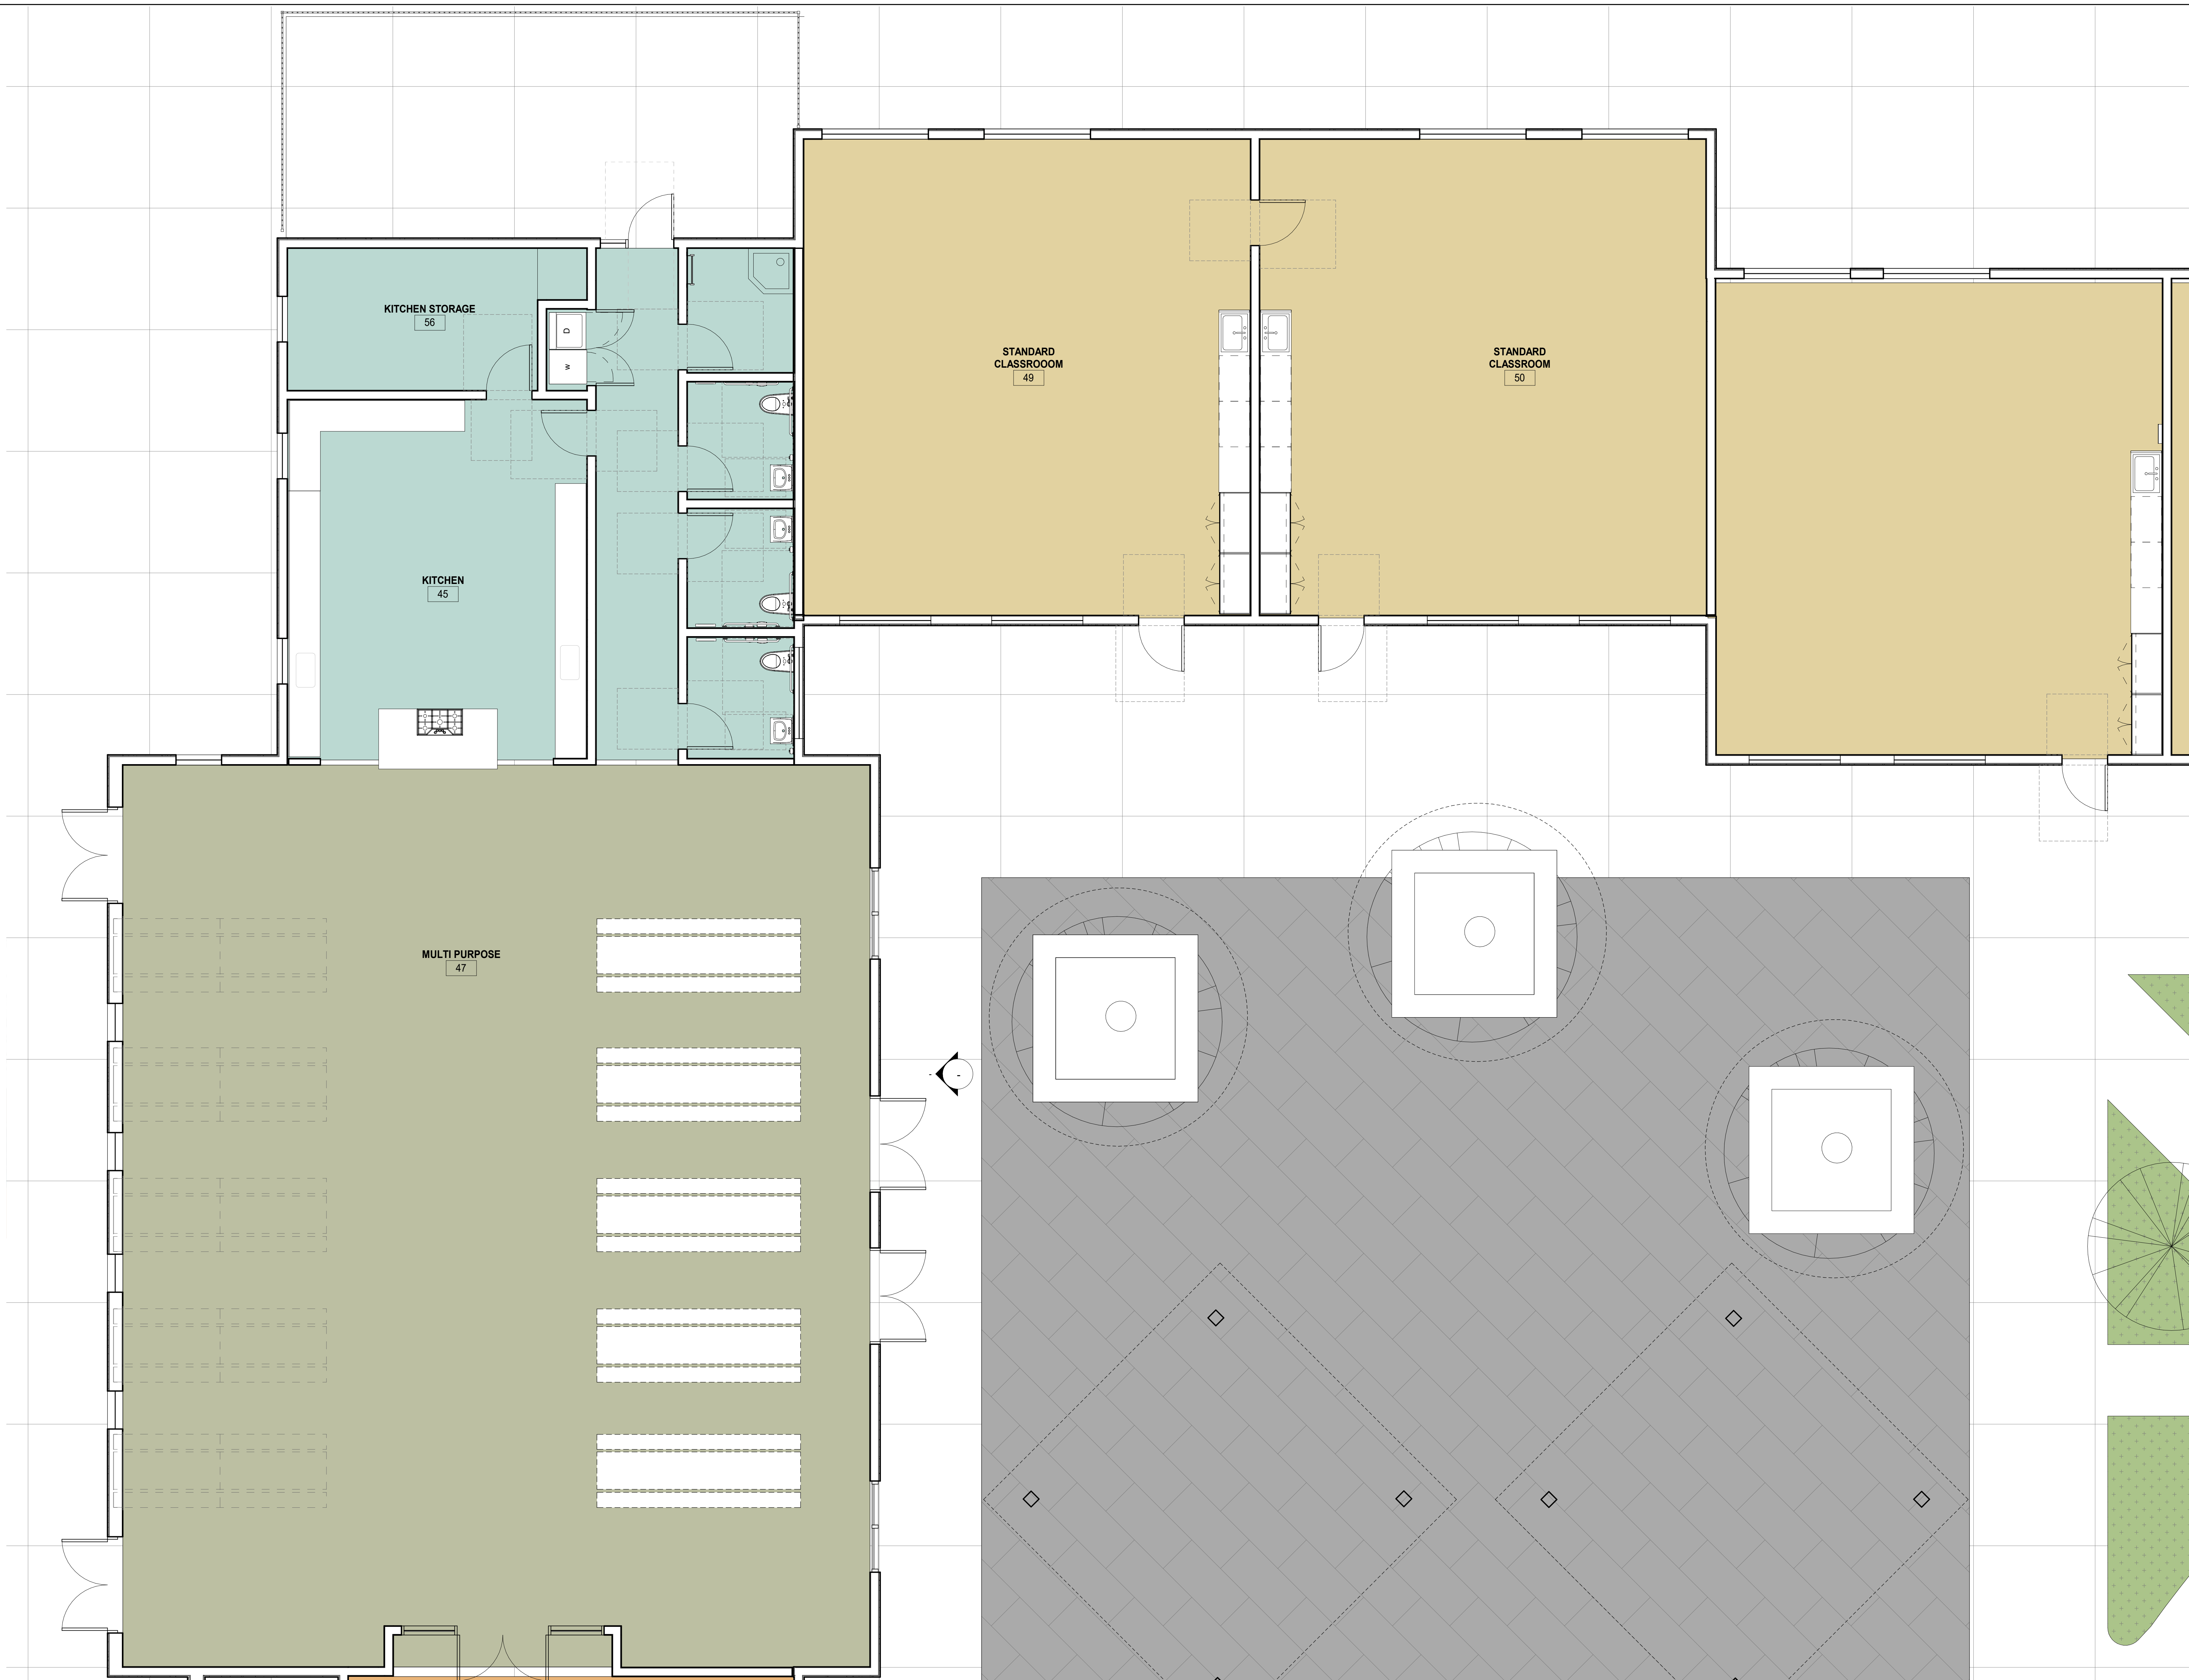 KITCHEN STORAGE
56
D
W
STANDARD
CLASSROOOM
49
STANDARD
CLASSROOM
50
KITCHEN
45
MULTI PURPOSE
47
-
-